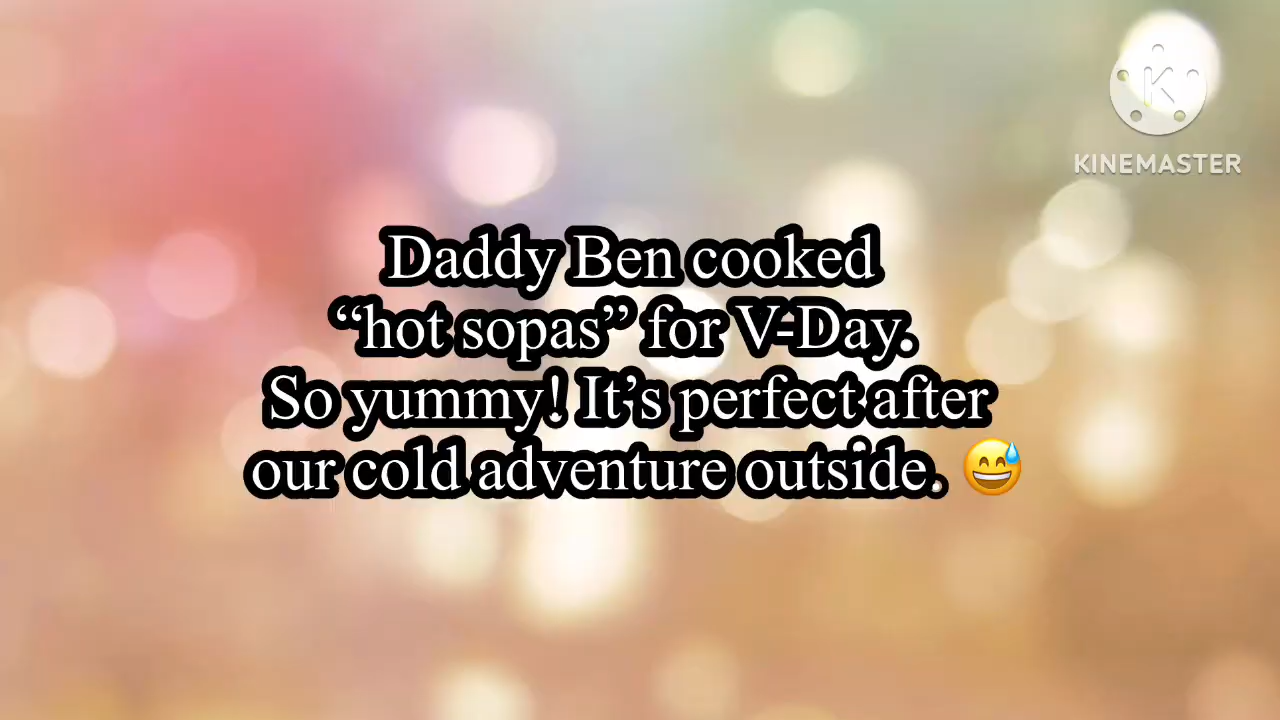 KINEMASTER
Daddy Ben cooked
“hot sopas” for V-Day.
So yummy! It’s perfect after
our cold adventure outside. 😅